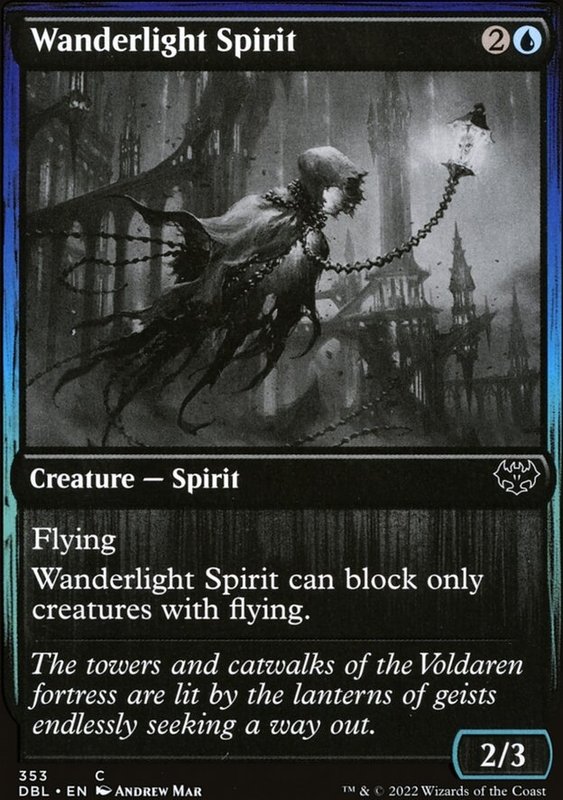 Wanderlight Spirit 2
Creature — Spirit
Flying
Wanderlight Spirit can block only
creatures with flying.
The towers and catwalks of the Voldaren
fortress are lit by the lanterns of geists
endlessly seeking a way out.
2/3
353 C
DBL • EN Andrew Mar
™ & © 2022 Wizards of the Coast